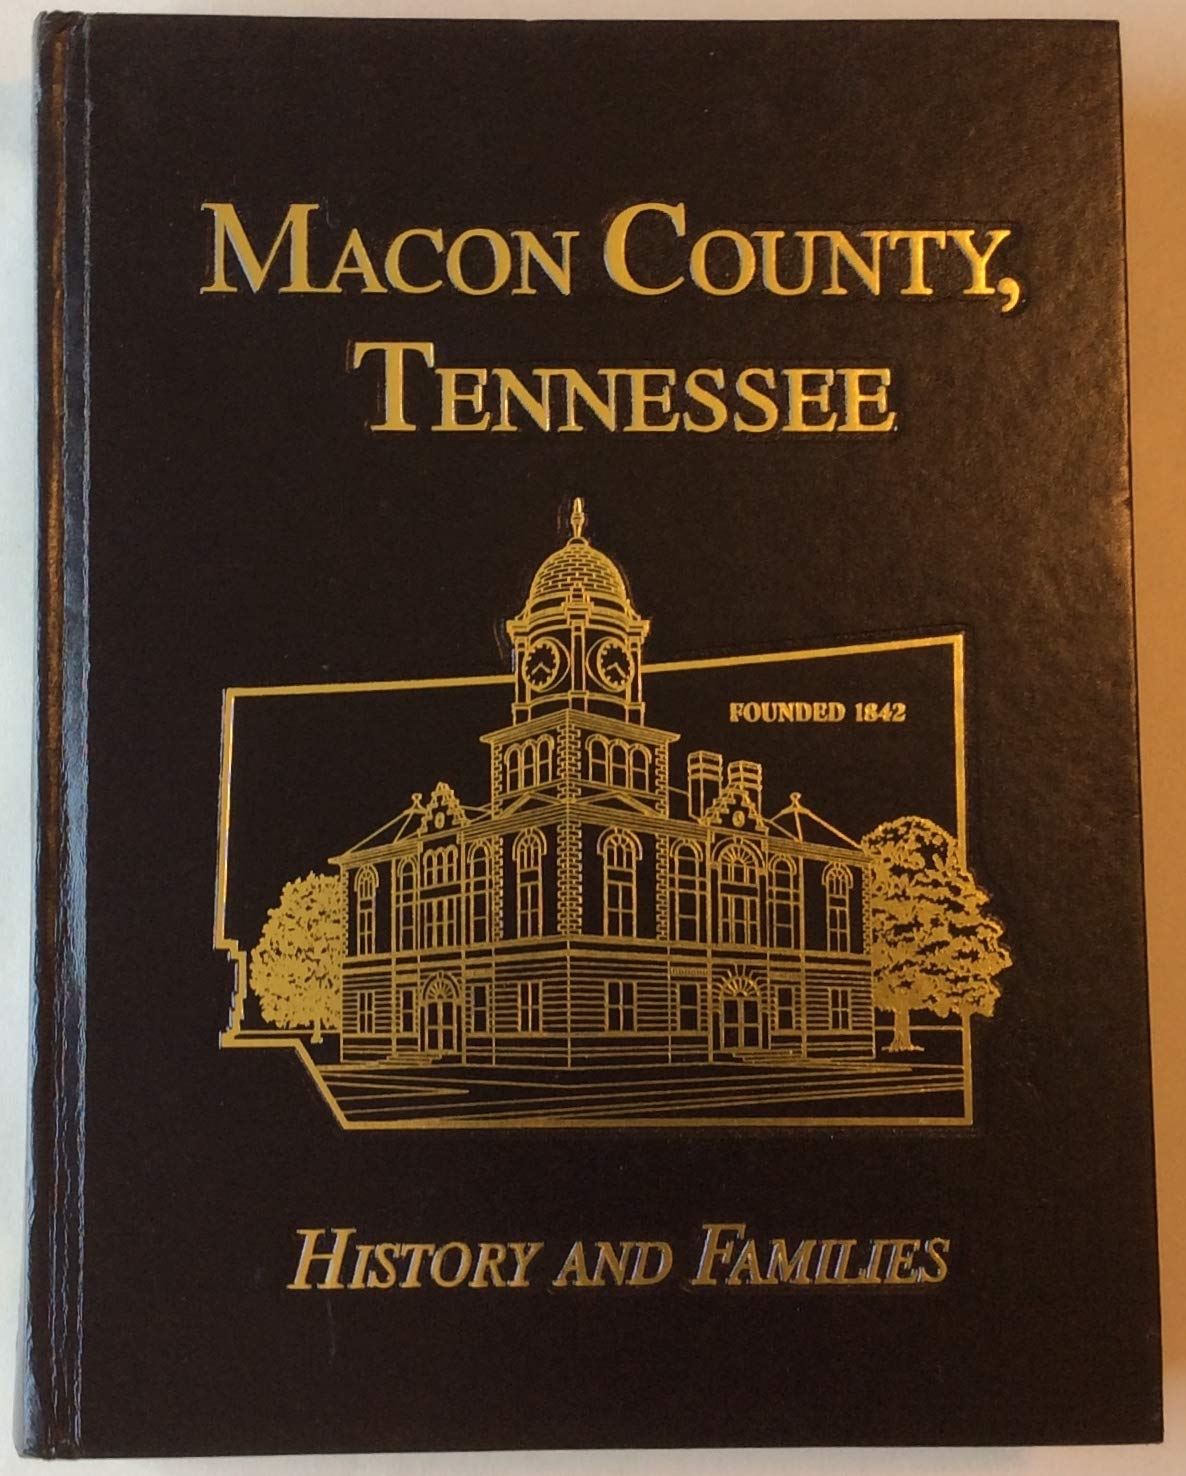 MACON COUNTY,
TENNESSEE
FOUNDED 1842
HISTORY AND FAMILIES